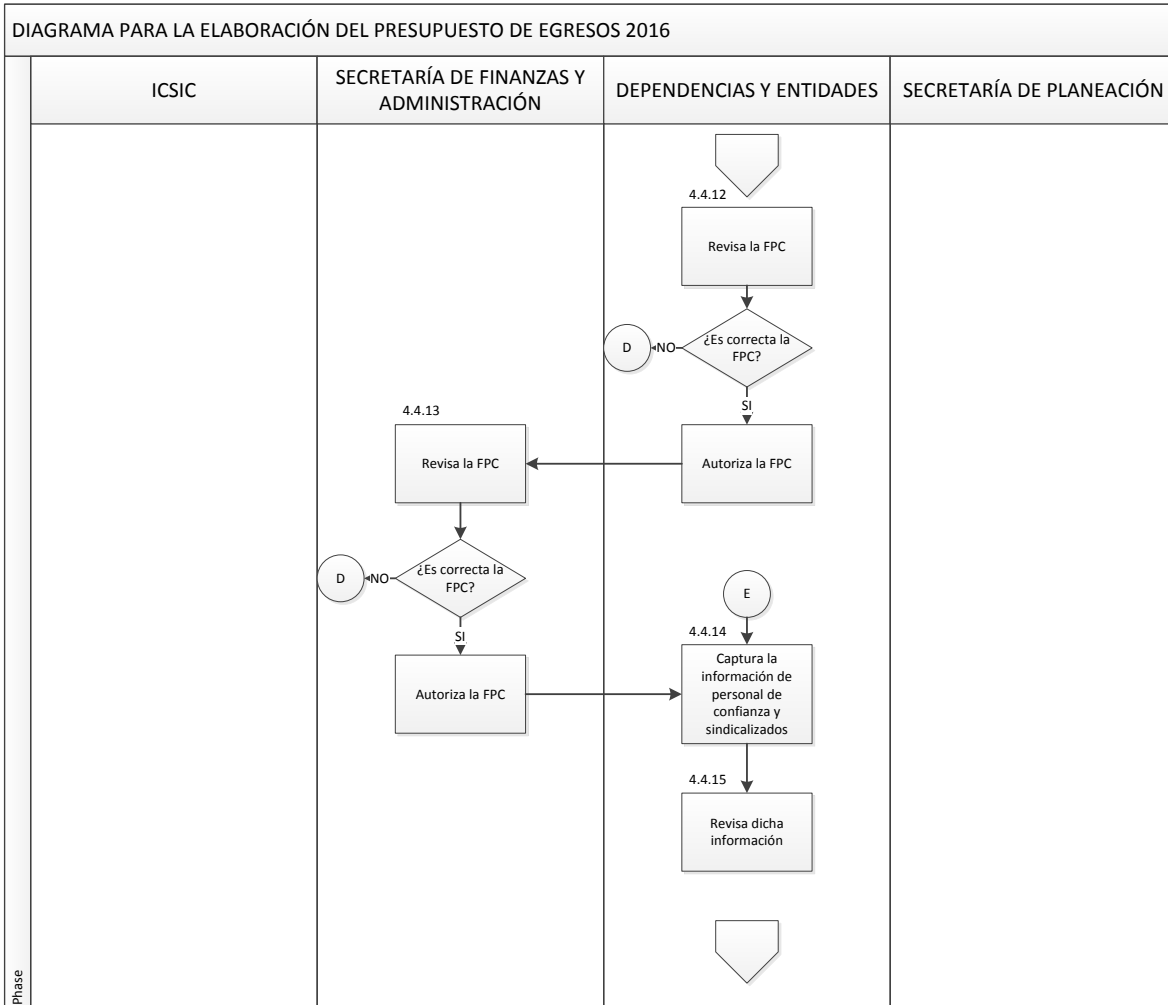 DIAGRAMA PARA LA ELABORACIÓN DEL PRESUPUESTO DE EGRESOS 2016
ICSIC
SECRETARÍA DE FINANZAS Y
ADMINISTRACIÓN
DEPENDENCIAS Y ENTIDADES
SECRETARÍA DE PLANEACIÓN
4.4.12
Revisa la FPC
¿Es correcta la
FPC?
NO
D
SI
Autoriza la FPC
4.4.13
Revisa la FPC
¿Es correcta la
FPC?
NO
D
SI
Autoriza la FPC
E
4.4.14
Captura la
información de
personal de
confianza y
sindicalizados
4.4.15
Revisa dicha
información
Phase